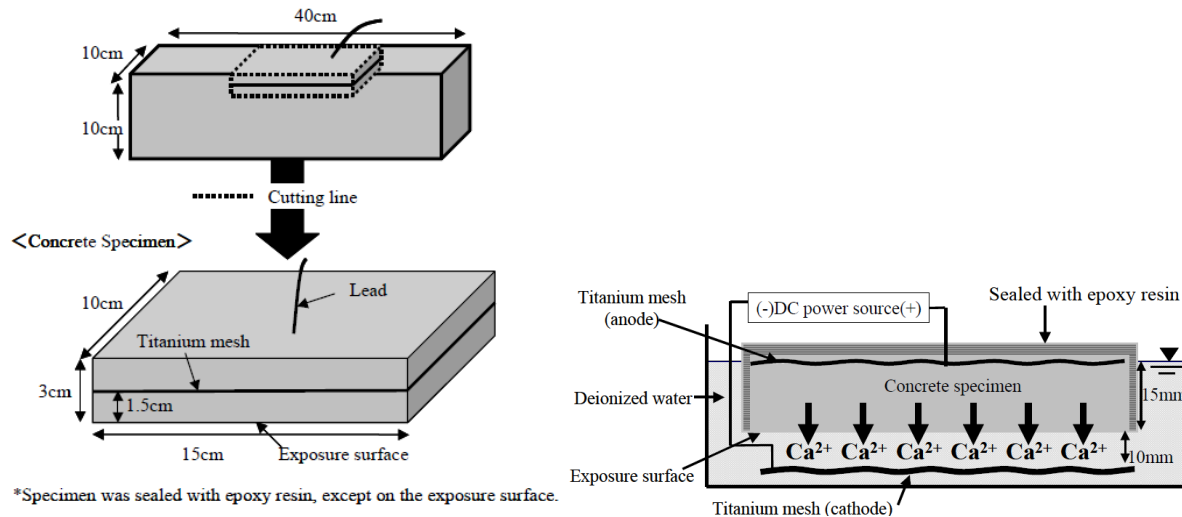 40cm
10cm
10cm
Cutting line
<Concrete Specimen>
10cm
Lead
Titanium mesh
3cm
1.5cm
15cm
Exposure surface
*Specimen was sealed with epoxy resin, except on the exposure surface.
Titanium mesh
(anode)
(-)DC power source(+)
Sealed with epoxy resin
Concrete specimen
Deionized water
15mm
Ca²⁺ Ca²⁺ Ca²⁺ Ca²⁺ Ca²⁺ Ca²⁺
10mm
Exposure surface
Titanium mesh (cathode)